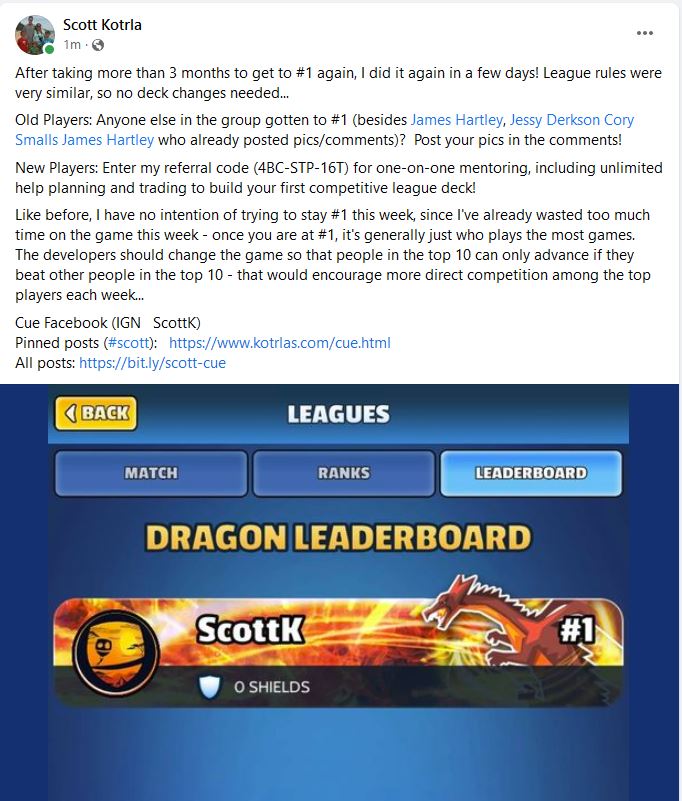 Scott Kotrla
1m ·
After taking more than 3 months to get to #1 again, I did it again in a few days! League rules were
very similar, so no deck changes needed...
Old Players: Anyone else in the group gotten to #1 (besides James Hartley, Jessy Derkson Cory
Smalls James Hartley who already posted pics/comments)? Post your pics in the comments!
New Players: Enter my referral code (4BC-STP-16T) for one-on-one mentoring, including unlimited
help planning and trading to build your first competitive league deck!
Like before, I have no intention of trying to stay #1 this week, since I've already wasted too much
time on the game this week - once you are at #1, it's generally just who plays the most games.
The developers should change the game so that people in the top 10 can only advance if they
beat other people in the top 10 - that would encourage more direct competition among the top
players each week...
Cue Facebook (IGN ScottK)
Pinned posts (#scott): https://www.kotrlas.com/cue.html
All posts: https://bit.ly/scott-cue
BACK
LEAGUES
MATCH
RANKS
LEADERBOARD
DRAGON LEADERBOARD
ScottK
#1
0 SHIELDS